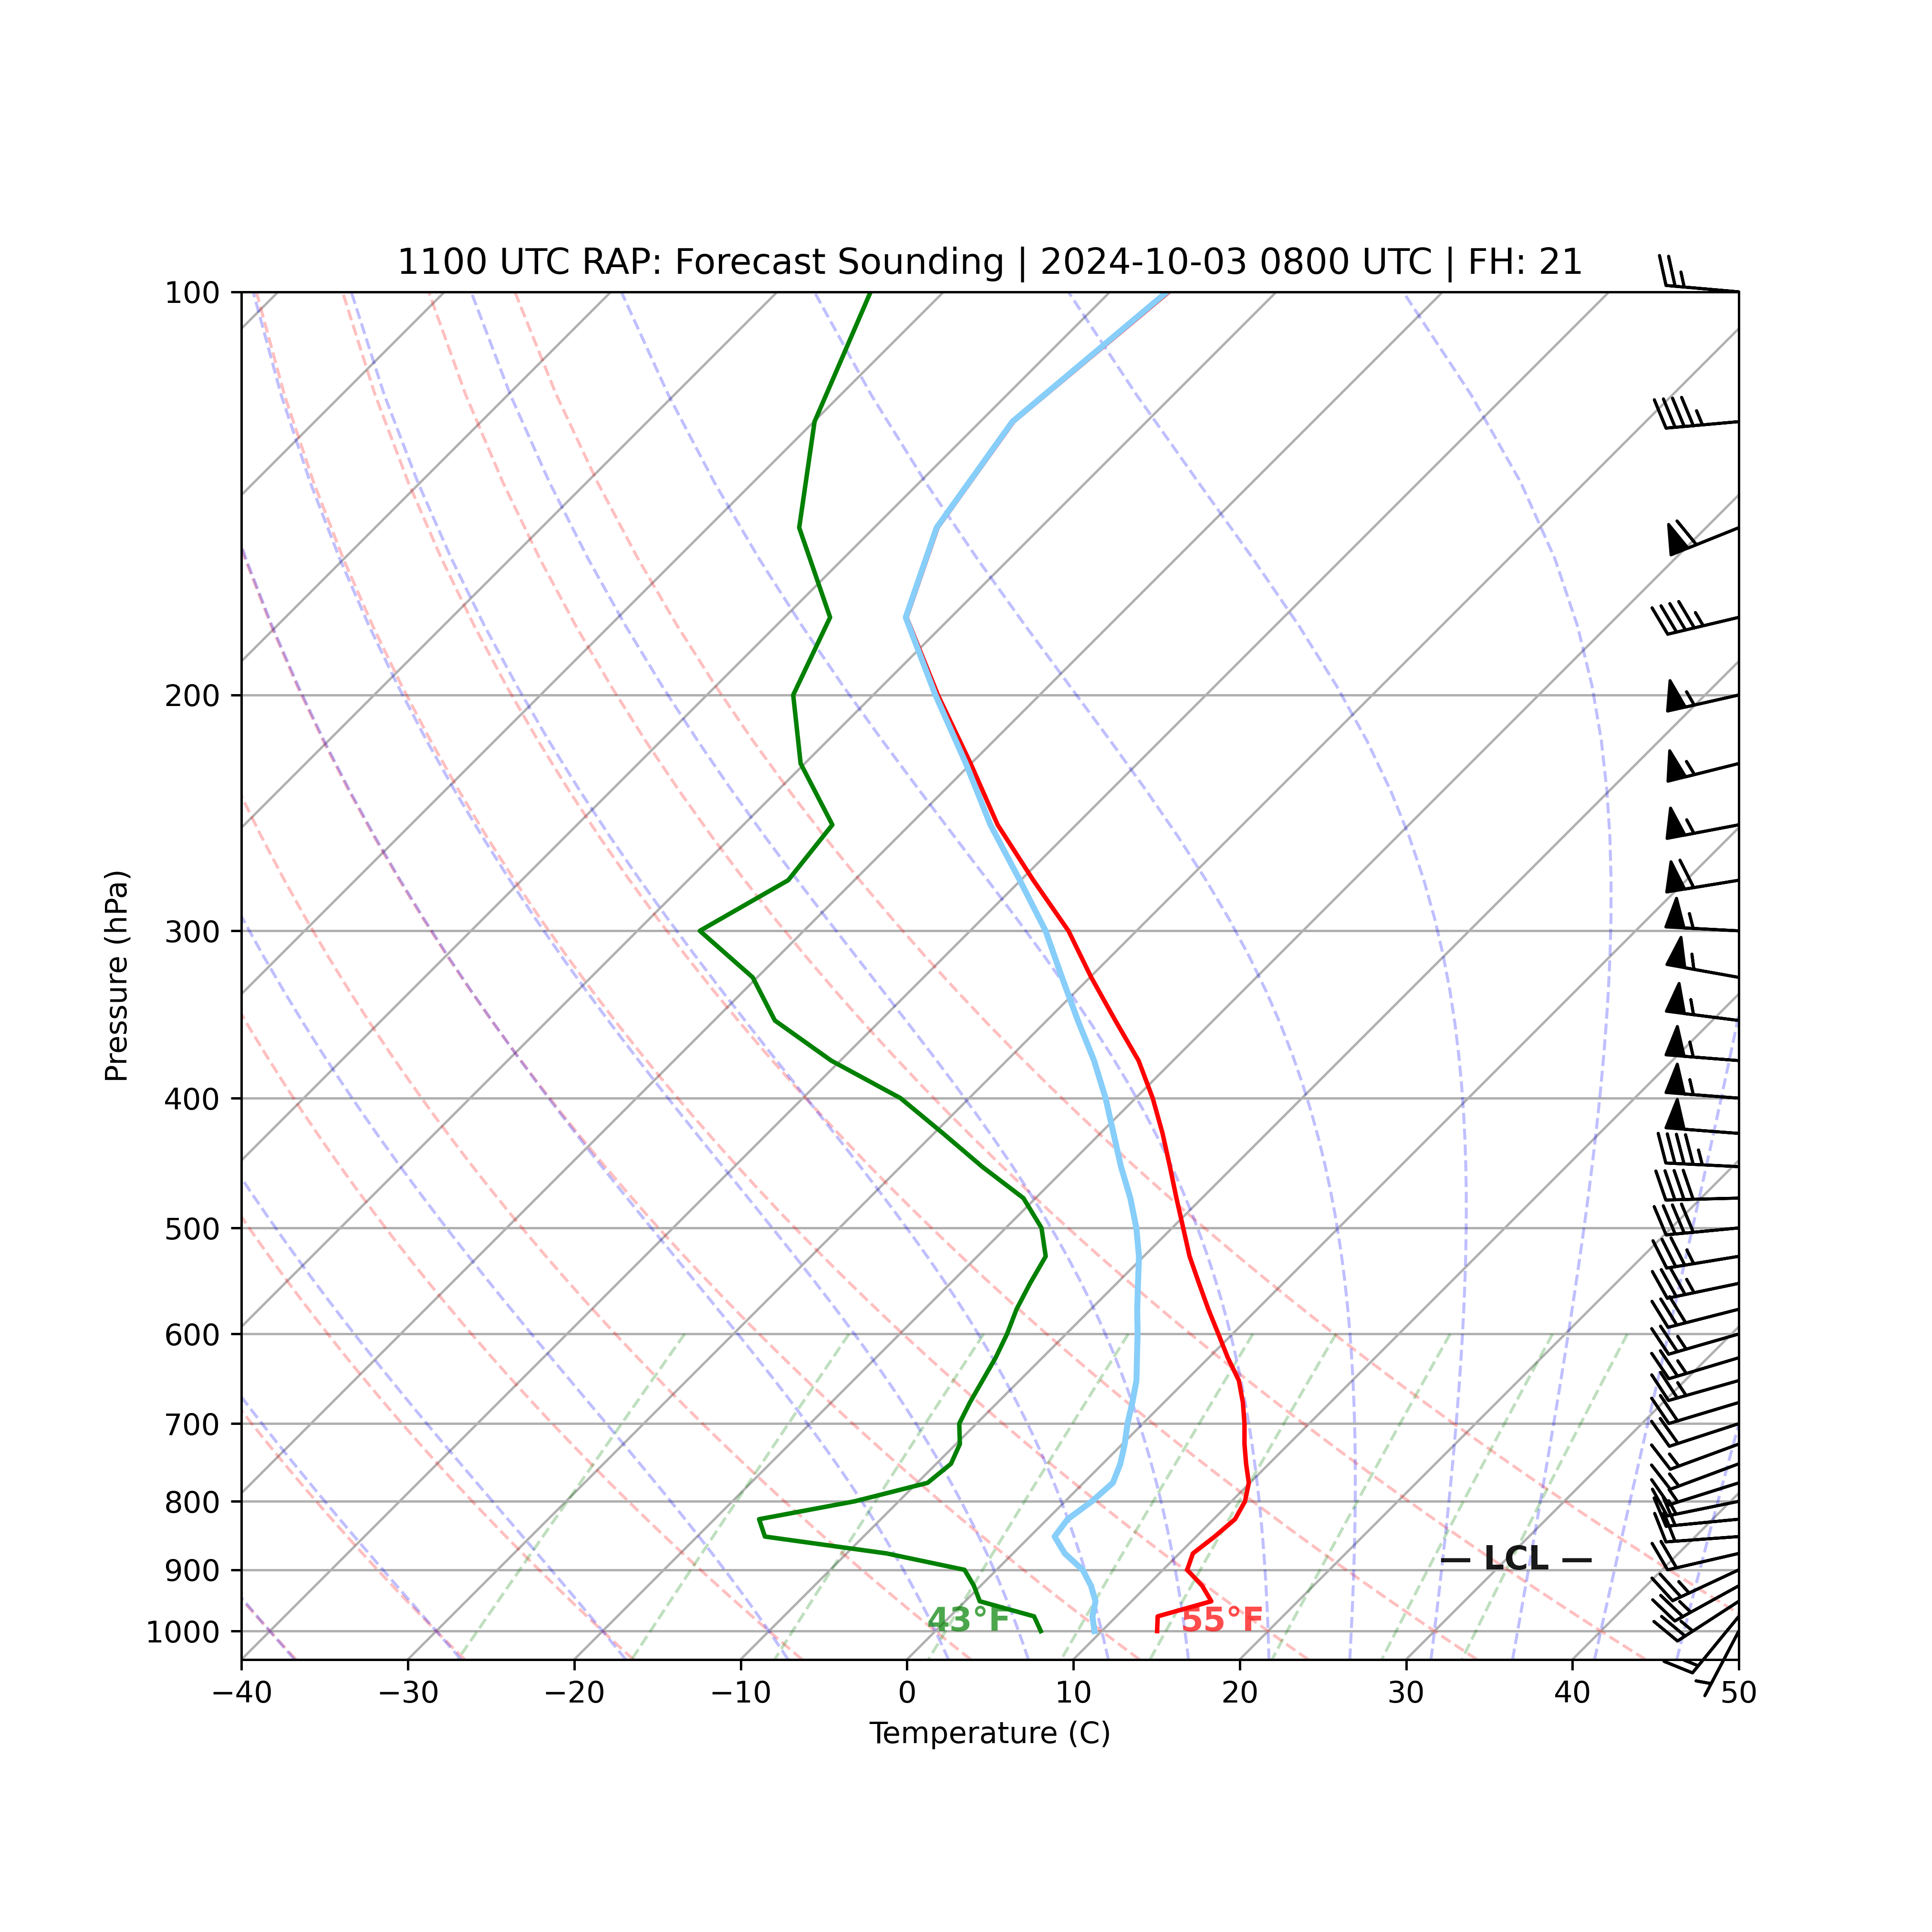 1100 UTC RAP: Forecast Sounding | 2024-10-03 0800 UTC | FH: 21
100
200
300
400
500
600
700
800
900
1000
Pressure (hPa)
— LCL —
43°F
55°F
−40 −30 −20 −10 0 10 20 30 40 50
Temperature (C)